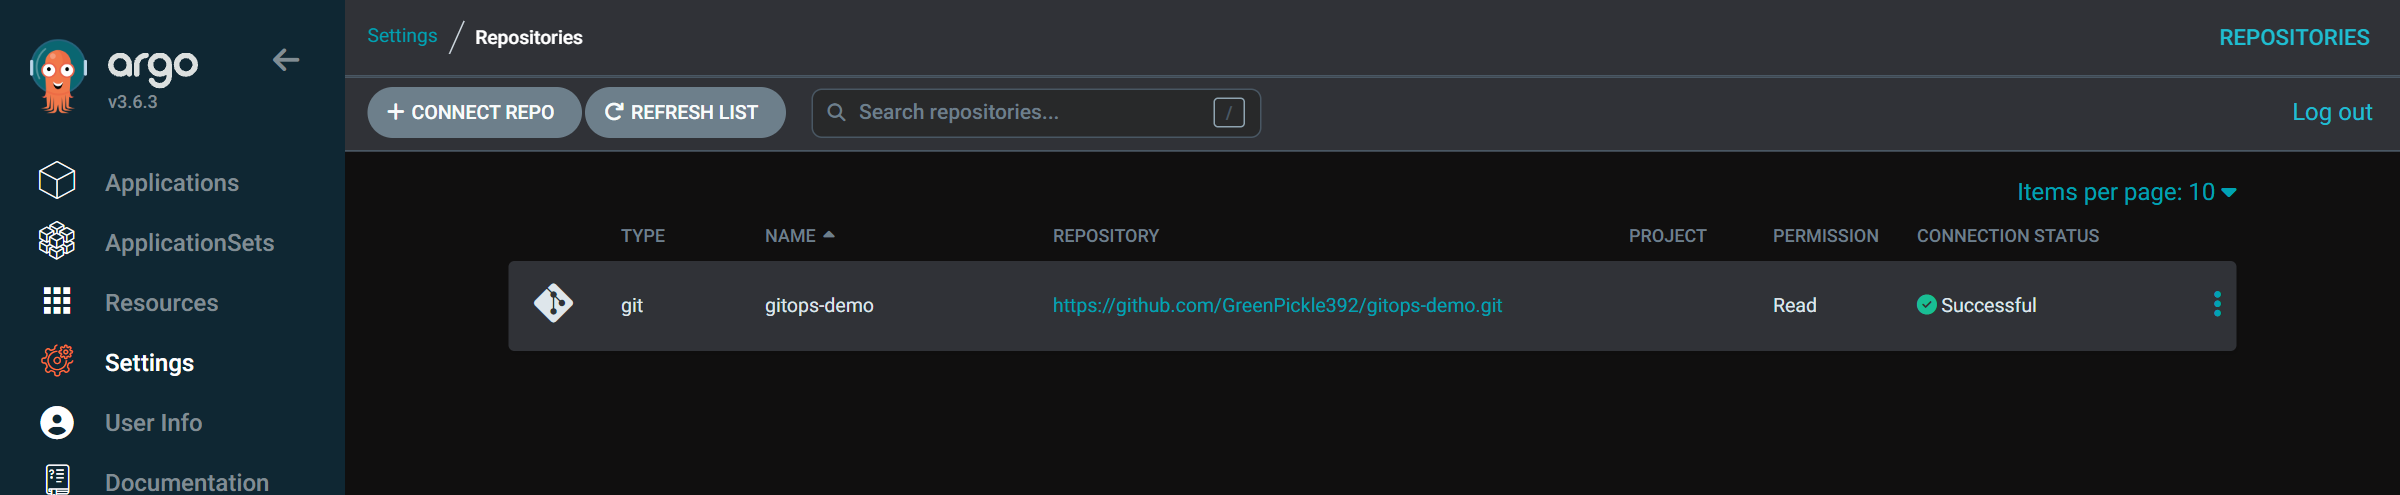 argo
v3.6.3
Applications
ApplicationSets
Resources
Settings
User Info
Documentation
Settings / Repositories
REPOSITORIES
+ CONNECT REPO
REFRESH LIST
Search repositories...
/
Log out
Items per page: 10
TYPE NAME REPOSITORY PROJECT PERMISSION CONNECTION STATUS
git gitops-demo https://github.com/GreenPickle392/gitops-demo.git Read Successful